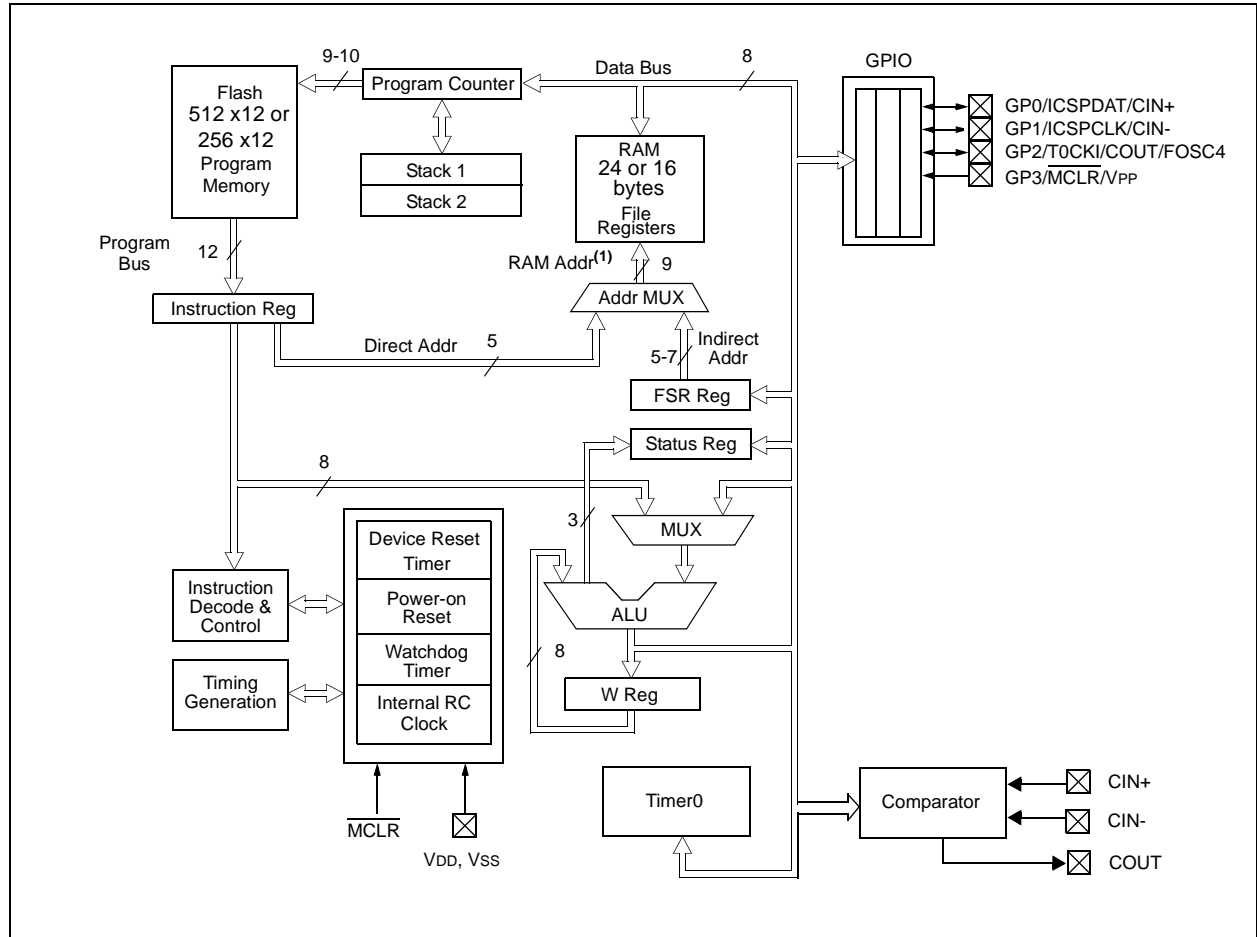 9-10
Program Counter
Data Bus
8
GPIO
Flash
512 x12 or
256 x12
Program
Memory
Stack 1
Stack 2
RAM
24 or 16
bytes
File
Registers
GP0/ICSPDAT/CIN+
GP1/ICSPCLK/CIN-
GP2/T0CKI/COUT/FOSC4
GP3/MCLR/VPP
Program
Bus
12
RAM Addr(1)
9
Instruction Reg
Addr MUX
Direct Addr
5
5-7
Indirect
Addr
FSR Reg
Status Reg
8
3
MUX
Device Reset
Timer
Power-on
Reset
Watchdog
Timer
Internal RC
Clock
Instruction
Decode &
Control
Timing
Generation
ALU
8
W Reg
MCLR
VDD, VSS
Timer0
Comparator
CIN+
CIN-
COUT